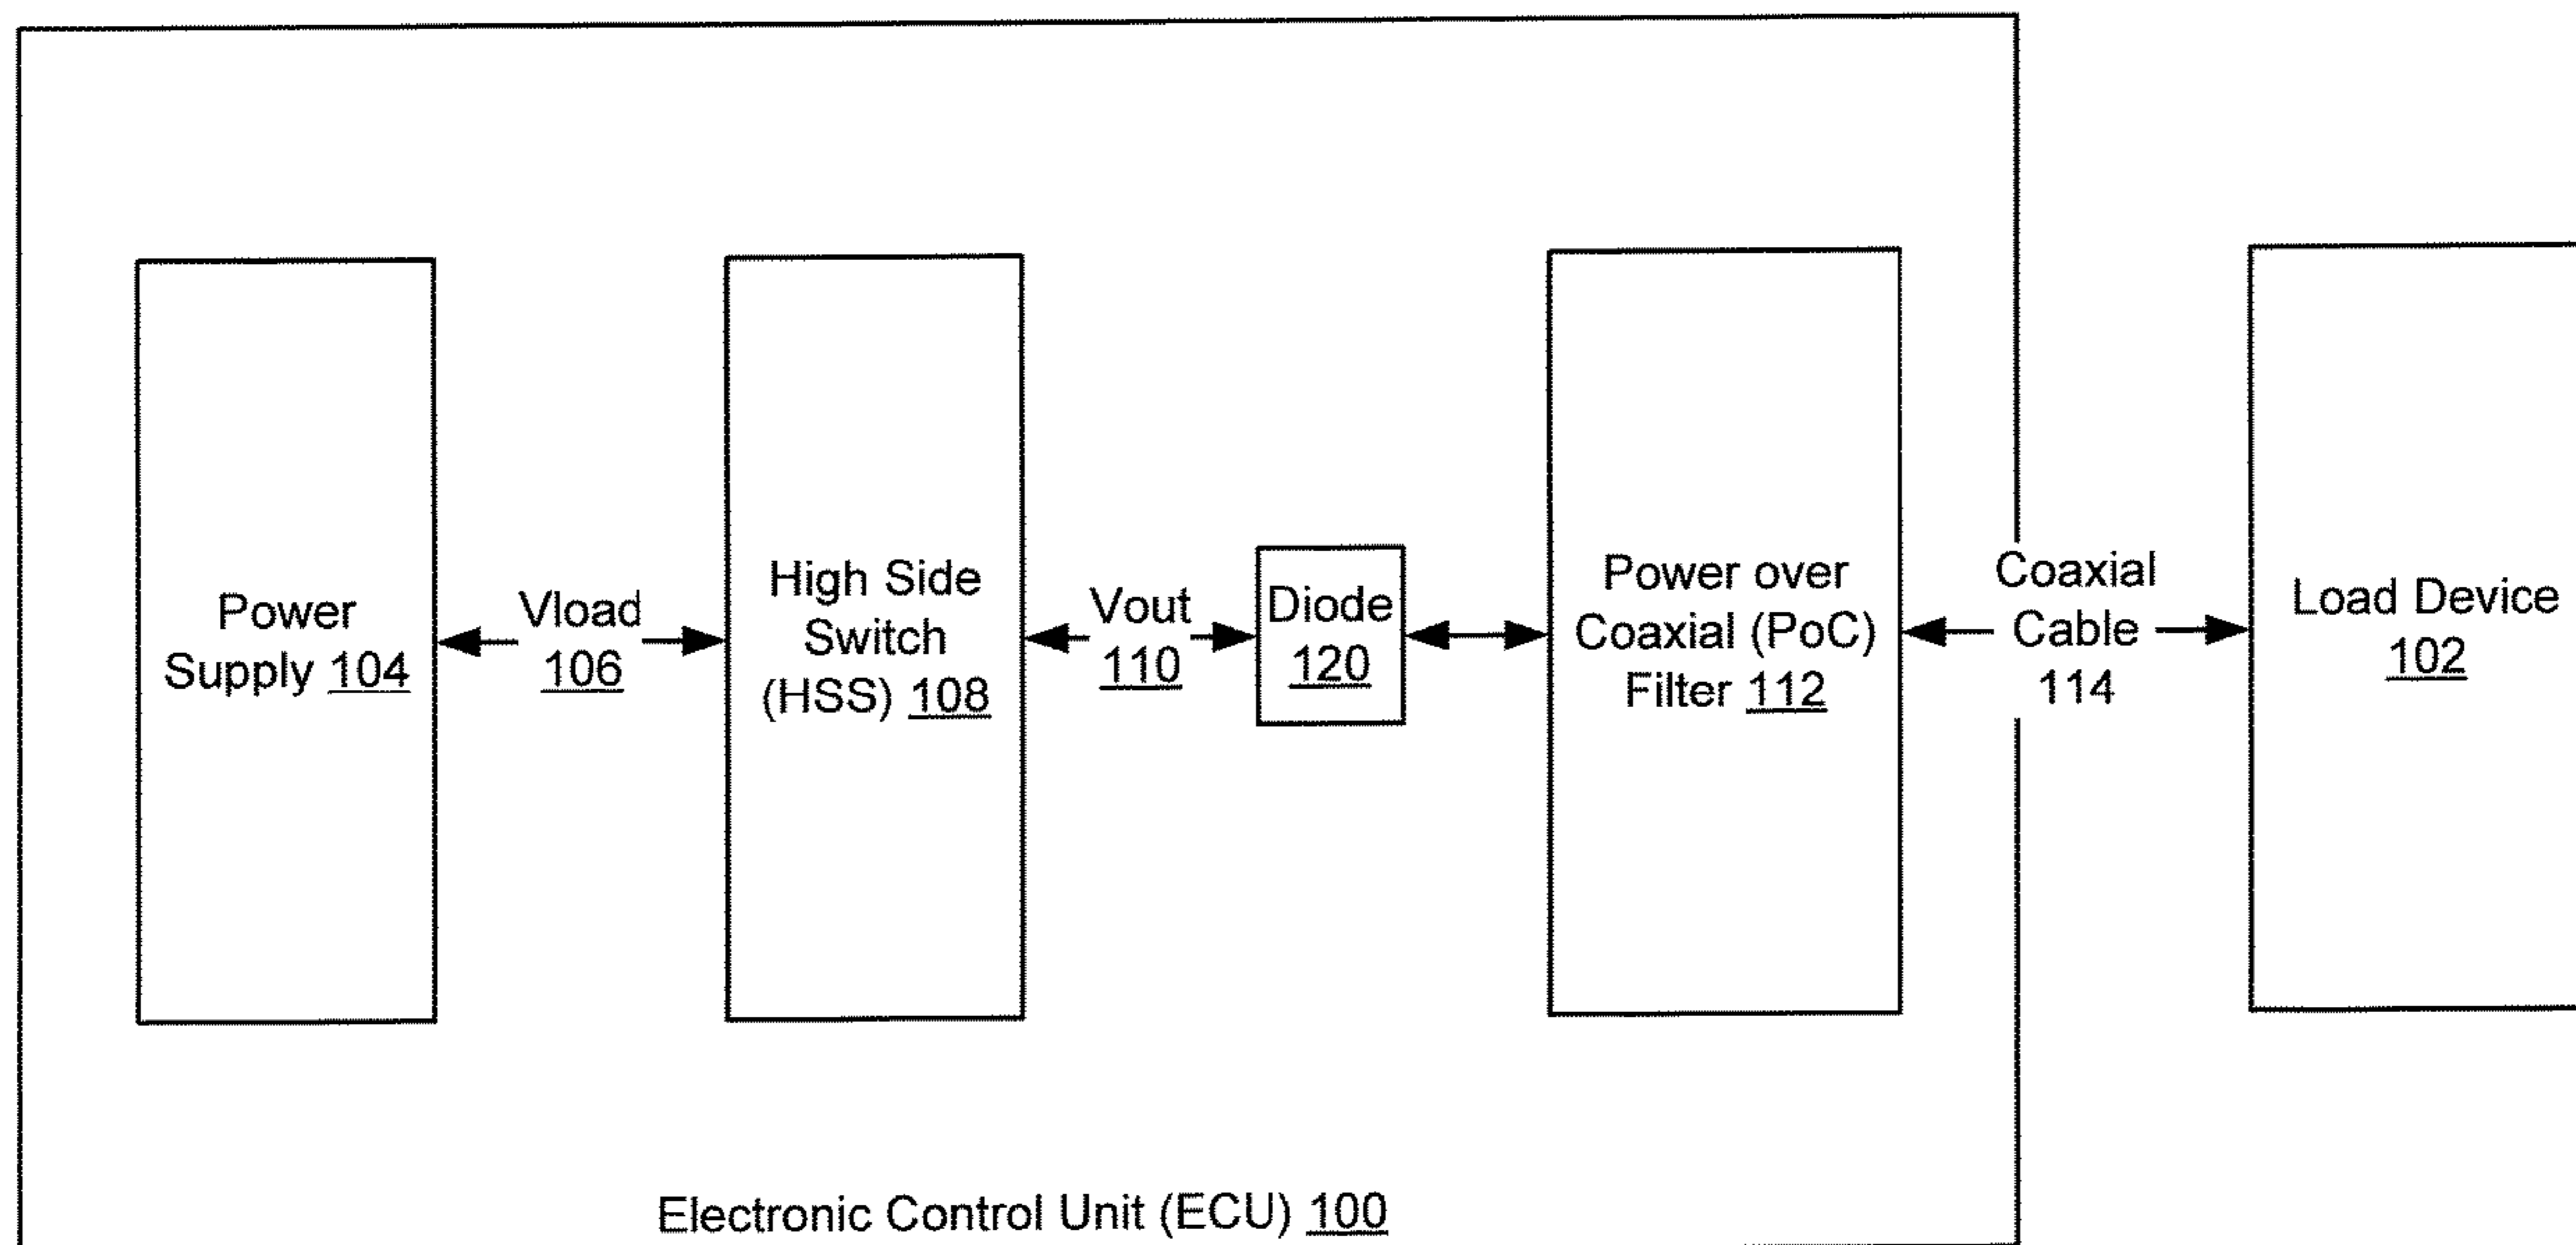 Power
Supply 104
Vload
106
High Side
Switch
(HSS) 108
Vout
110
Diode
120
Power over
Coaxial (PoC)
Filter 112
Coaxial
Cable
114
Load Device
102
Electronic Control Unit (ECU) 100